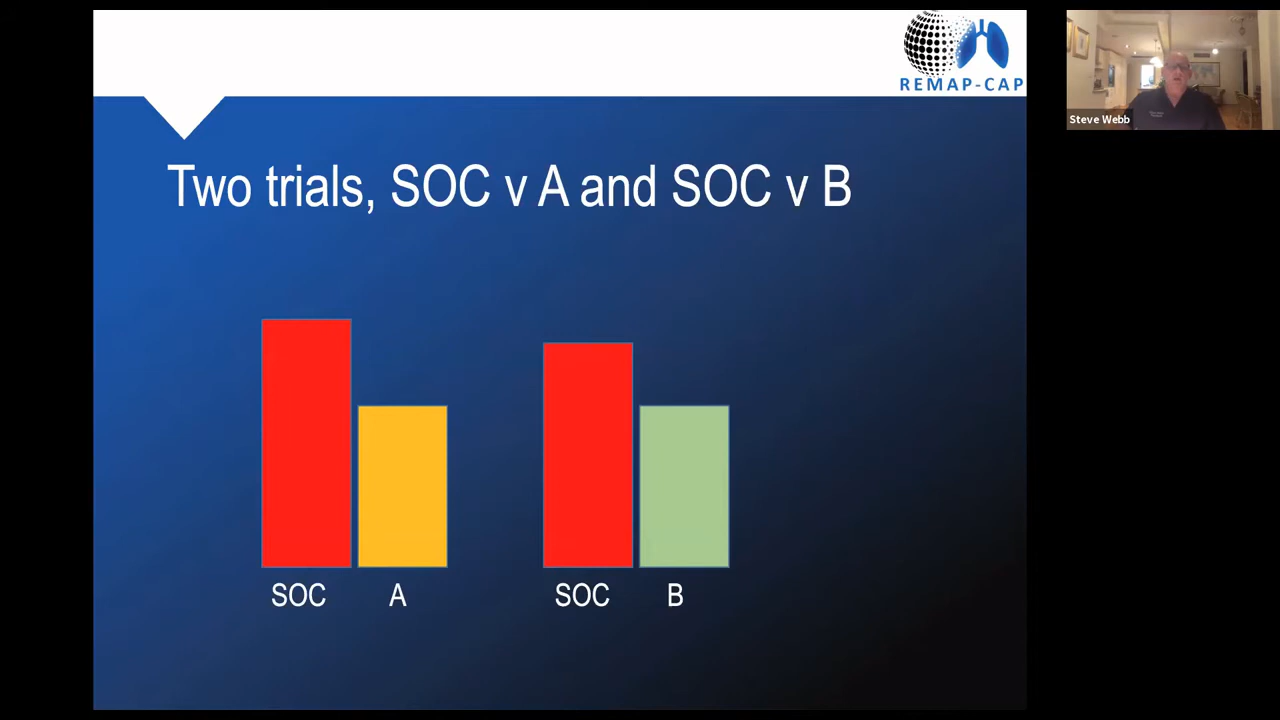 REMAP-CAP
Steve Webb
Two trials, SOC v A and SOC v B
SOC A SOC B